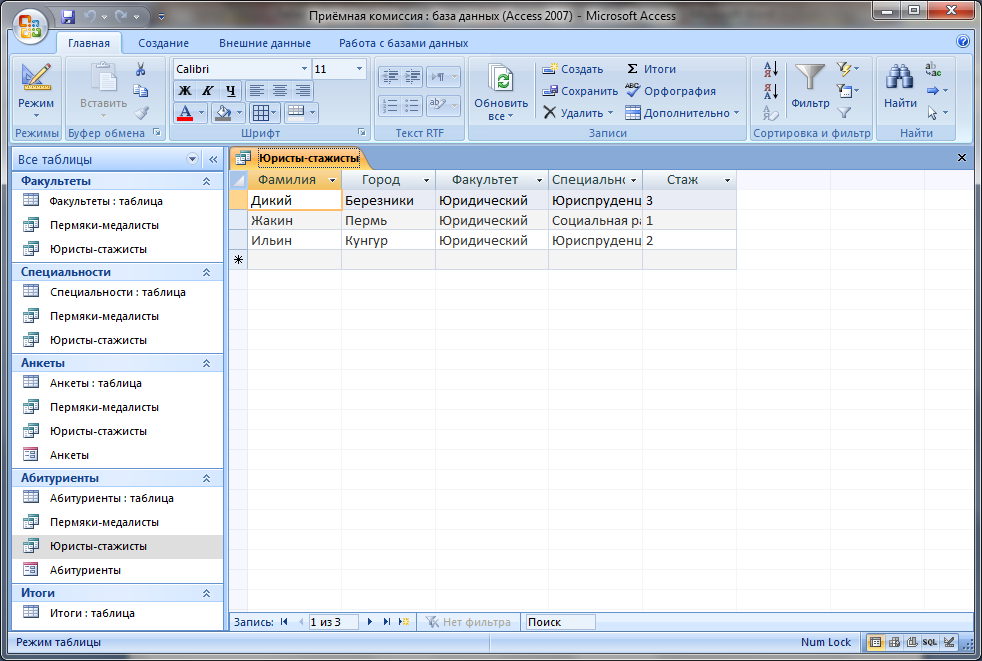 Приёмная комиссия : база данных (Access 2007) - Microsoft Access
Главная Создание Внешние данные Работа с базами данных
Режим
Режимы
Вставить
Буфер обмена
Calibri 11
Ж К Ч
А
Шрифт
Текст RTF
Обновить все
Создать
Сохранить
Удалить
Σ Итоги
Орфография
Дополнительно
Записи
Фильтр
Сортировка и фильтр
Найти
Найти
Все таблицы
Факультеты
Факультеты : таблица
Пермяки-медалисты
Юристы-стажисты
Специальности
Специальности : таблица
Пермяки-медалисты
Юристы-стажисты
Анкеты
Анкеты : таблица
Пермяки-медалисты
Юристы-стажисты
Анкеты
Абитуриенты
Абитуриенты : таблица
Пермяки-медалисты
Юристы-стажисты
Абитуриенты
Итоги
Итоги : таблица
Юристы-стажисты
Фамилия Город Факультет Специальнс Стаж
Дикий Березники Юридический Юриспруденц 3
Жакин Пермь Юридический Социальная ра 1
Ильин Кунгур Юридический Юриспруденц 2
Запись: 1 из 3 Нет фильтра Поиск
Режим таблицы Num Lock SQL